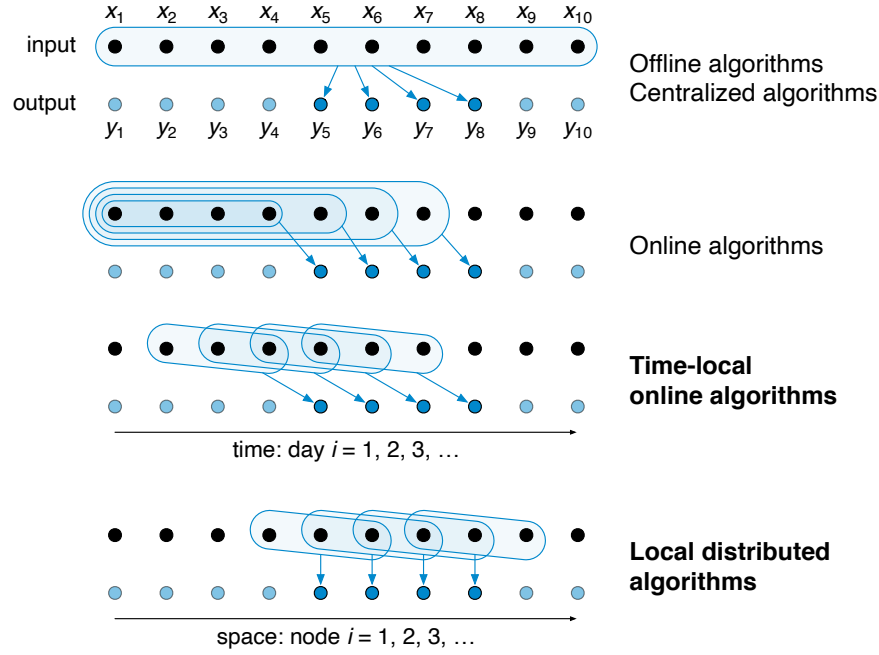 x1 x2 x3 x4 x5 x6 x7 x8 x9 x10
input
Offline algorithms
Centralized algorithms
output
y1 y2 y3 y4 y5 y6 y7 y8 y9 y10
Online algorithms
Time-local
online algorithms
time: day i = 1, 2, 3, …
Local distributed
algorithms
space: node i = 1, 2, 3, …